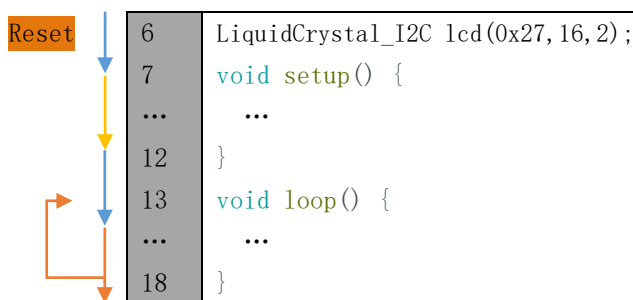 Reset 6 LiquidCrystal_I2C lcd(0x27,16,2);
7 void setup() {
… …
12 }
13 void loop() {
… …
18 }